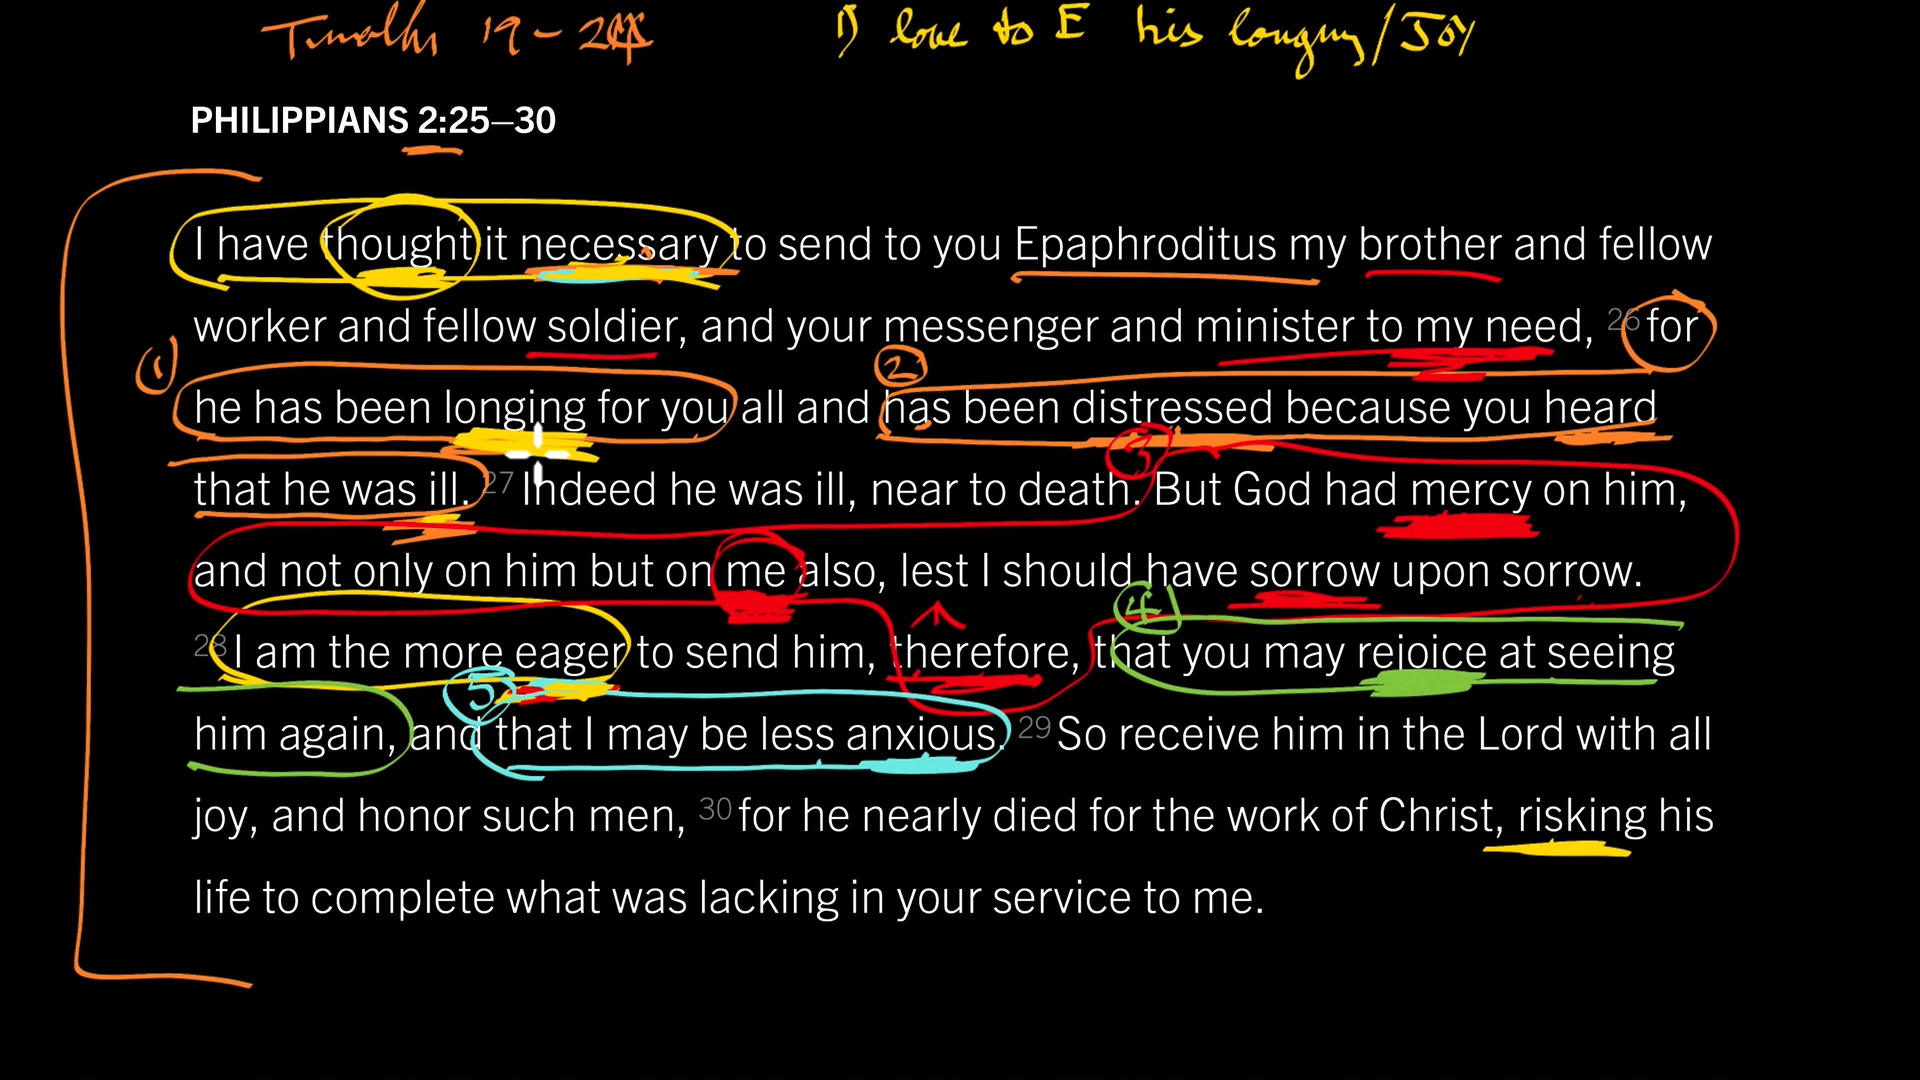 Timothy 19-24 1) love to E his longing/Joy
PHILIPPIANS 2:25–30
I have thought it necessary to send to you Epaphroditus my brother and fellow
worker and fellow soldier, and your messenger and minister to my need, 26 for
1 2
he has been longing for you all and has been distressed because you heard
3
that he was ill. 27 Indeed he was ill, near to death. But God had mercy on him,
and not only on him but on me also, lest I should have sorrow upon sorrow.
4
28 I am the more eager to send him, therefore, that you may rejoice at seeing
5
him again, and that I may be less anxious. 29 So receive him in the Lord with all
joy, and honor such men, 30 for he nearly died for the work of Christ, risking his
life to complete what was lacking in your service to me.